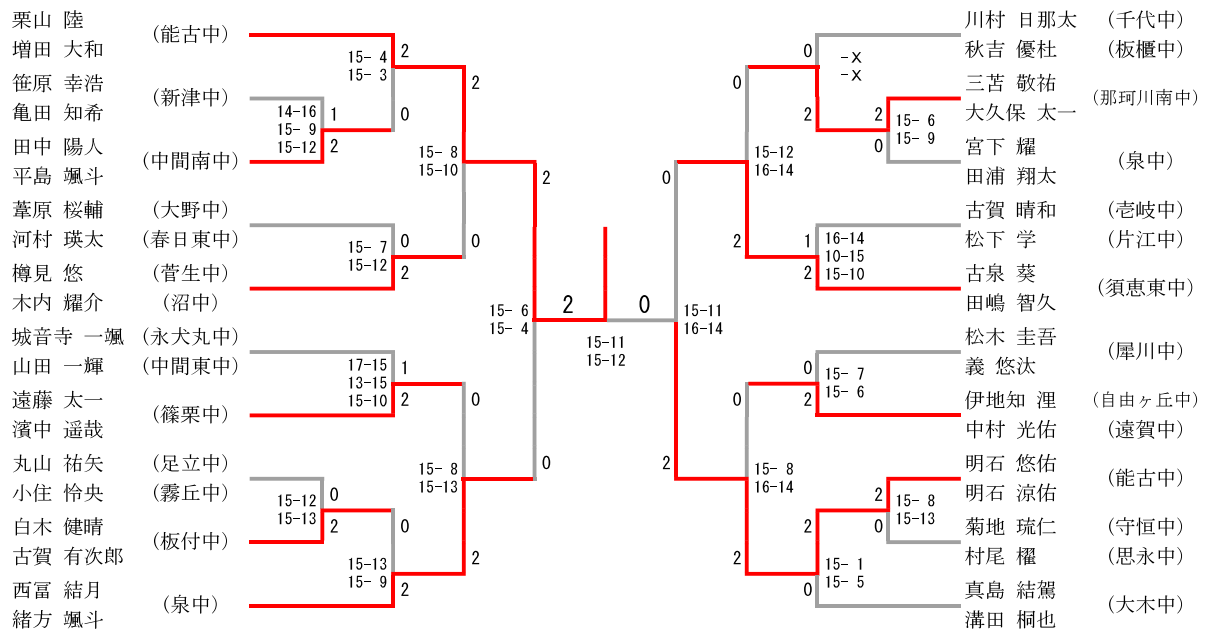 栗山 陸
増田 大和
(能古中)
笹原 幸浩
亀田 知希
(新津中)
田中 陽人
平島 颯斗
(中間南中)
葦原 桜輔 (大野中)
河村 瑛太 (春日東中)
樽見 悠 (菅生中)
木内 耀介 (沼中)
城音寺 一颯 (永犬丸中)
山田 一輝 (中間東中)
遠藤 太一
濱中 遥哉
(篠栗中)
丸山 祐矢 (足立中)
小住 怜央 (霧丘中)
白木 健晴
古賀 有次郎
(板付中)
西冨 結月
緒方 颯斗
(泉中)
2
15- 4
15- 3
0
14-16
15- 9
15-12
1
2
2
15- 8
15-10
0
15- 7
15-12
0
2
2
15- 6
15- 4
0
17-15
13-15
15-10
1
2
0
15- 8
15-13
2
15-12
15-13
0
2
0
15-13
15- 9
2
2
0
15-11
15-12
0
15-11
16-14
2
0
15-12
16-14
2
0
-X
-X
2
2
15- 6
15- 9
0
1
16-14
10-15
15-10
2
0
15- 7
15- 6
2
0
15- 8
16-14
2
2
15- 8
15-13
0
2
15- 1
15- 5
0
川村 日那太 (千代中)
秋吉 優杜 (板櫃中)
三苫 敬祐
大久保 太一
(那珂川南中)
宮下 耀
田浦 翔太
(泉中)
古賀 晴和 (壱岐中)
松下 学 (片江中)
古泉 葵
田嶋 智久
(須恵東中)
松木 圭吾
義 悠汰
(犀川中)
伊地知 浬 (自由ヶ丘中)
中村 光佑 (遠賀中)
明石 悠佑
明石 涼佑
(能古中)
菊地 琉仁 (守恒中)
村尾 櫂 (思永中)
真島 結駕
溝田 桐也
(大木中)